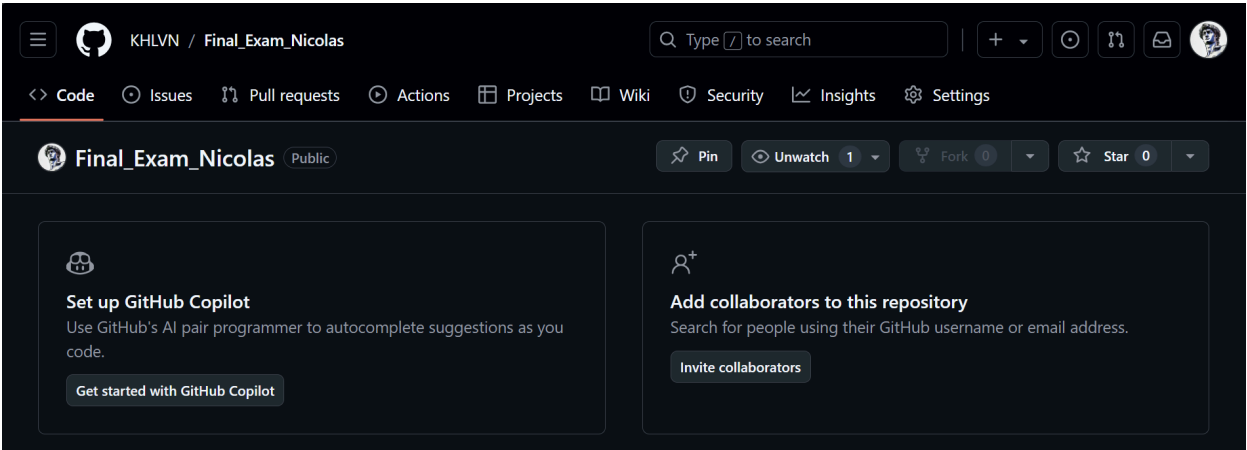 KHLVN / Final_Exam_Nicolas
Type / to search
Code Issues Pull requests Actions Projects Wiki Security Insights Settings
Final_Exam_Nicolas Public
Pin Unwatch 1 Fork 0 Star 0
Set up GitHub Copilot
Use GitHub's AI pair programmer to autocomplete suggestions as you
code.
Get started with GitHub Copilot
Add collaborators to this repository
Search for people using their GitHub username or email address.
Invite collaborators